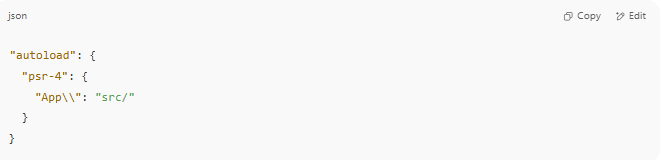 json
Copy
Edit
"autoload": {
  "psr-4": {
    "App\\": "src/"
  }
}